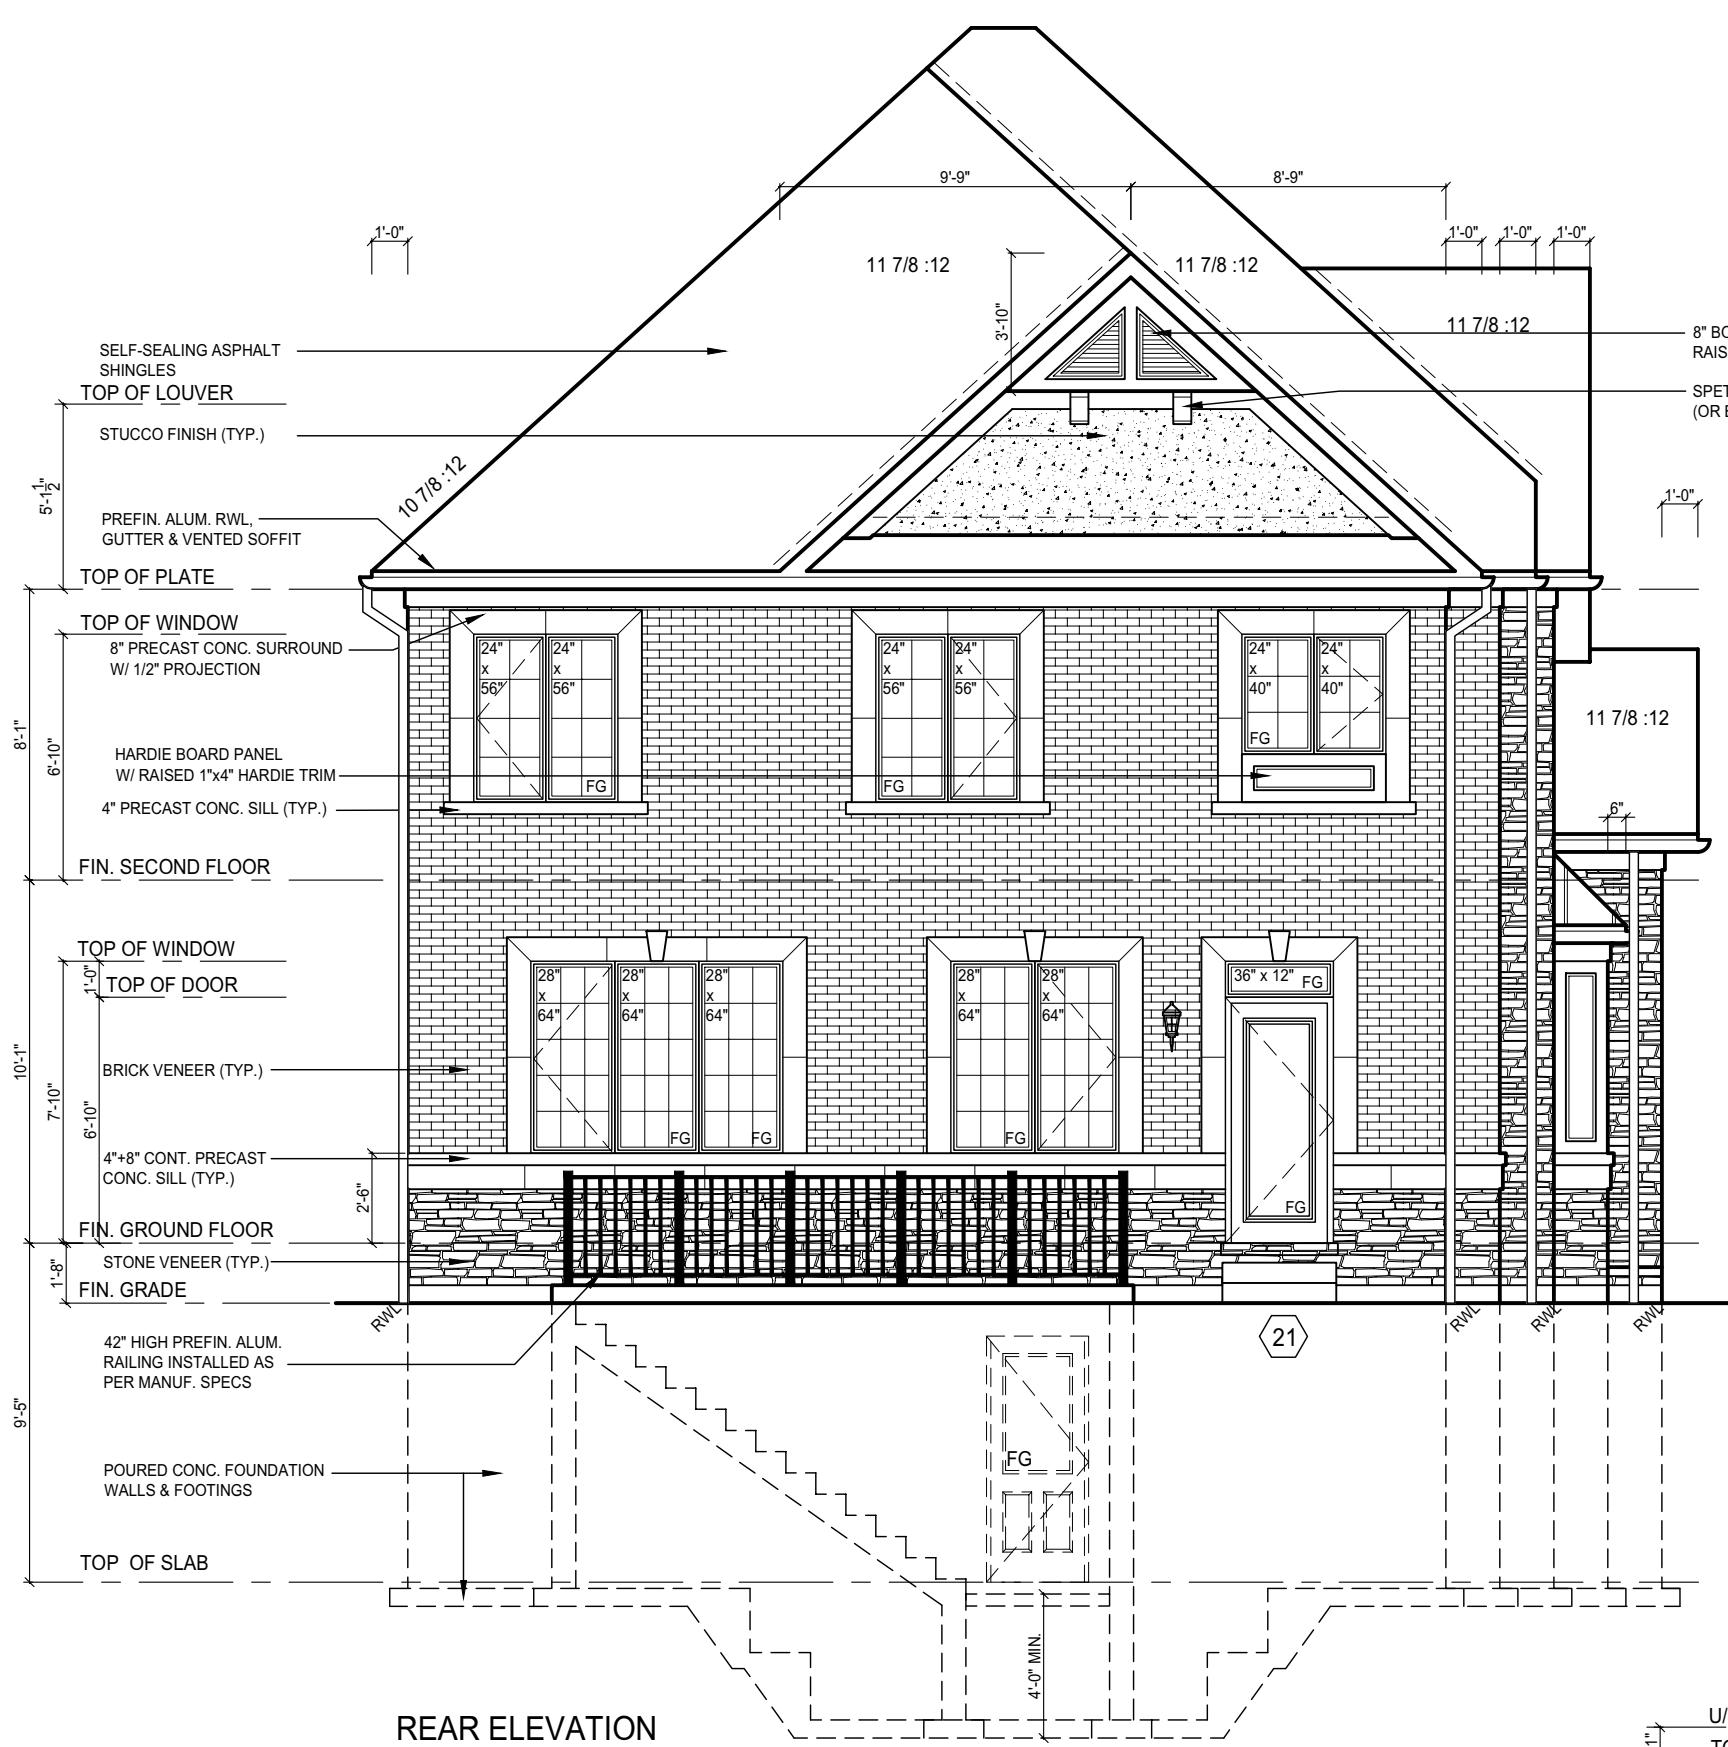 9'-9"
8'-9"
1'-0"
1'-0"
1'-0"
1'-0"
11 7/8 :12
11 7/8 :12
3'-10"
11 7/8 :12
8" BO
RAIS
SELF-SEALING ASPHALT
SHINGLES
TOP OF LOUVER
SPET
(OR E
STUCCO FINISH (TYP.)
10 7/8 :12
5'-1 1/2"
1'-0"
PREFIN. ALUM. RWL,
GUTTER & VENTED SOFFIT
TOP OF PLATE
TOP OF WINDOW
8" PRECAST CONC. SURROUND
W/ 1/2" PROJECTION
24"
x
56"
24"
x
56"
FG
24"
x
56"
24"
x
56"
FG
24"
x
40"
24"
x
40"
FG
11 7/8 :12
8'-1"
6'-10"
HARDIE BOARD PANEL
W/ RAISED 1"x4" HARDIE TRIM
4" PRECAST CONC. SILL (TYP.)
6"
FIN. SECOND FLOOR
TOP OF WINDOW
1'-0"
TOP OF DOOR
28"
x
64"
28"
x
64"
28"
x
64"
FG
FG
28"
x
64"
28"
x
64"
FG
36" x 12"
FG
FG
10'-1"
7'-10"
6'-10"
BRICK VENEER (TYP.)
4"+8" CONT. PRECAST
CONC. SILL (TYP.)
2'-6"
FIN. GROUND FLOOR
STONE VENEER (TYP.)
1'-8"
FIN. GRADE
RWL
RWL
RWL
RWL
21
42" HIGH PREFIN. ALUM.
RAILING INSTALLED AS
PER MANUF. SPECS
9'-5"
FG
POURED CONC. FOUNDATION
WALLS & FOOTINGS
TOP OF SLAB
4'-0" MIN.
REAR ELEVATION
U/
1"